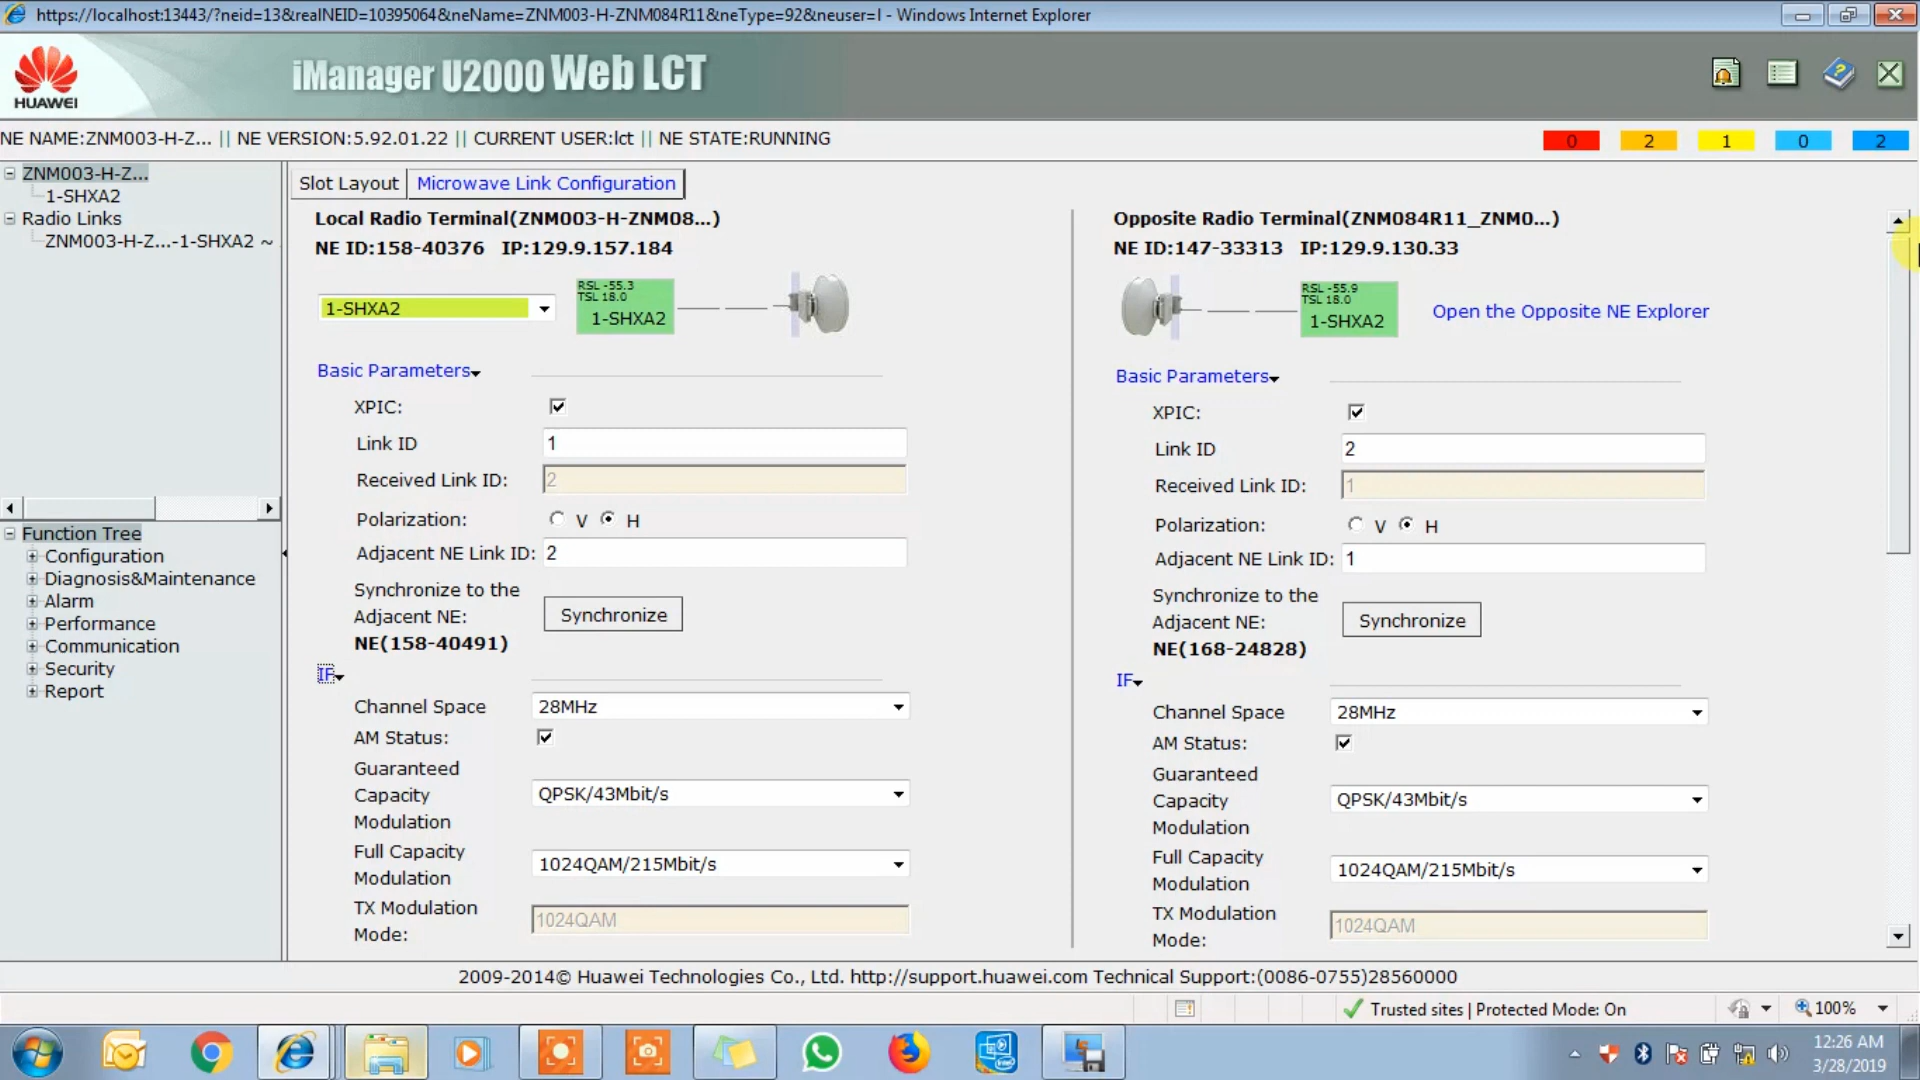 https://localhost:13443/?neid=13&realNEID=10395064&neName=ZNM003-H-ZNM084R11&neType=92&neuser=l - Windows Internet Explorer
HUAWEI
iManager U2000 Web LCT
NE NAME:ZNM003-H-Z... || NE VERSION:5.92.01.22 || CURRENT USER:lct || NE STATE:RUNNING
0 2 1 0 2
ZNM003-H-Z...
1-SHXA2
Radio Links
ZNM003-H-Z...-1-SHXA2 ~
Function Tree
Configuration
Diagnosis&Maintenance
Alarm
Performance
Communication
Security
Report
Slot Layout
Microwave Link Configuration
Local Radio Terminal(ZNM003-H-ZNM08...)
NE ID:158-40376 IP:129.9.157.184
1-SHXA2
RSL -55.3
TSL 18.0
1-SHXA2
Basic Parameters
XPIC:
Link ID 1
Received Link ID: 2
Polarization: V H
Adjacent NE Link ID: 2
Synchronize to the
Adjacent NE:
Synchronize
NE(158-40491)
IF
Channel Space 28MHz
AM Status:
Guaranteed
Capacity
Modulation
QPSK/43Mbit/s
Full Capacity
Modulation
1024QAM/215Mbit/s
TX Modulation
Mode:
1024QAM
Opposite Radio Terminal(ZNM084R11_ZNM0...)
NE ID:147-33313 IP:129.9.130.33
RSL -55.9
TSL 18.0
1-SHXA2
Open the Opposite NE Explorer
Basic Parameters
XPIC:
Link ID 2
Received Link ID: 1
Polarization: V H
Adjacent NE Link ID: 1
Synchronize to the
Adjacent NE:
Synchronize
NE(168-24828)
IF
Channel Space 28MHz
AM Status:
Guaranteed
Capacity
Modulation
QPSK/43Mbit/s
Full Capacity
Modulation
1024QAM/215Mbit/s
TX Modulation
Mode:
1024QAM
2009-2014© Huawei Technologies Co., Ltd. http://support.huawei.com Technical Support:(0086-0755)28560000
Trusted sites | Protected Mode: On
100%
12:26 AM
3/28/2019